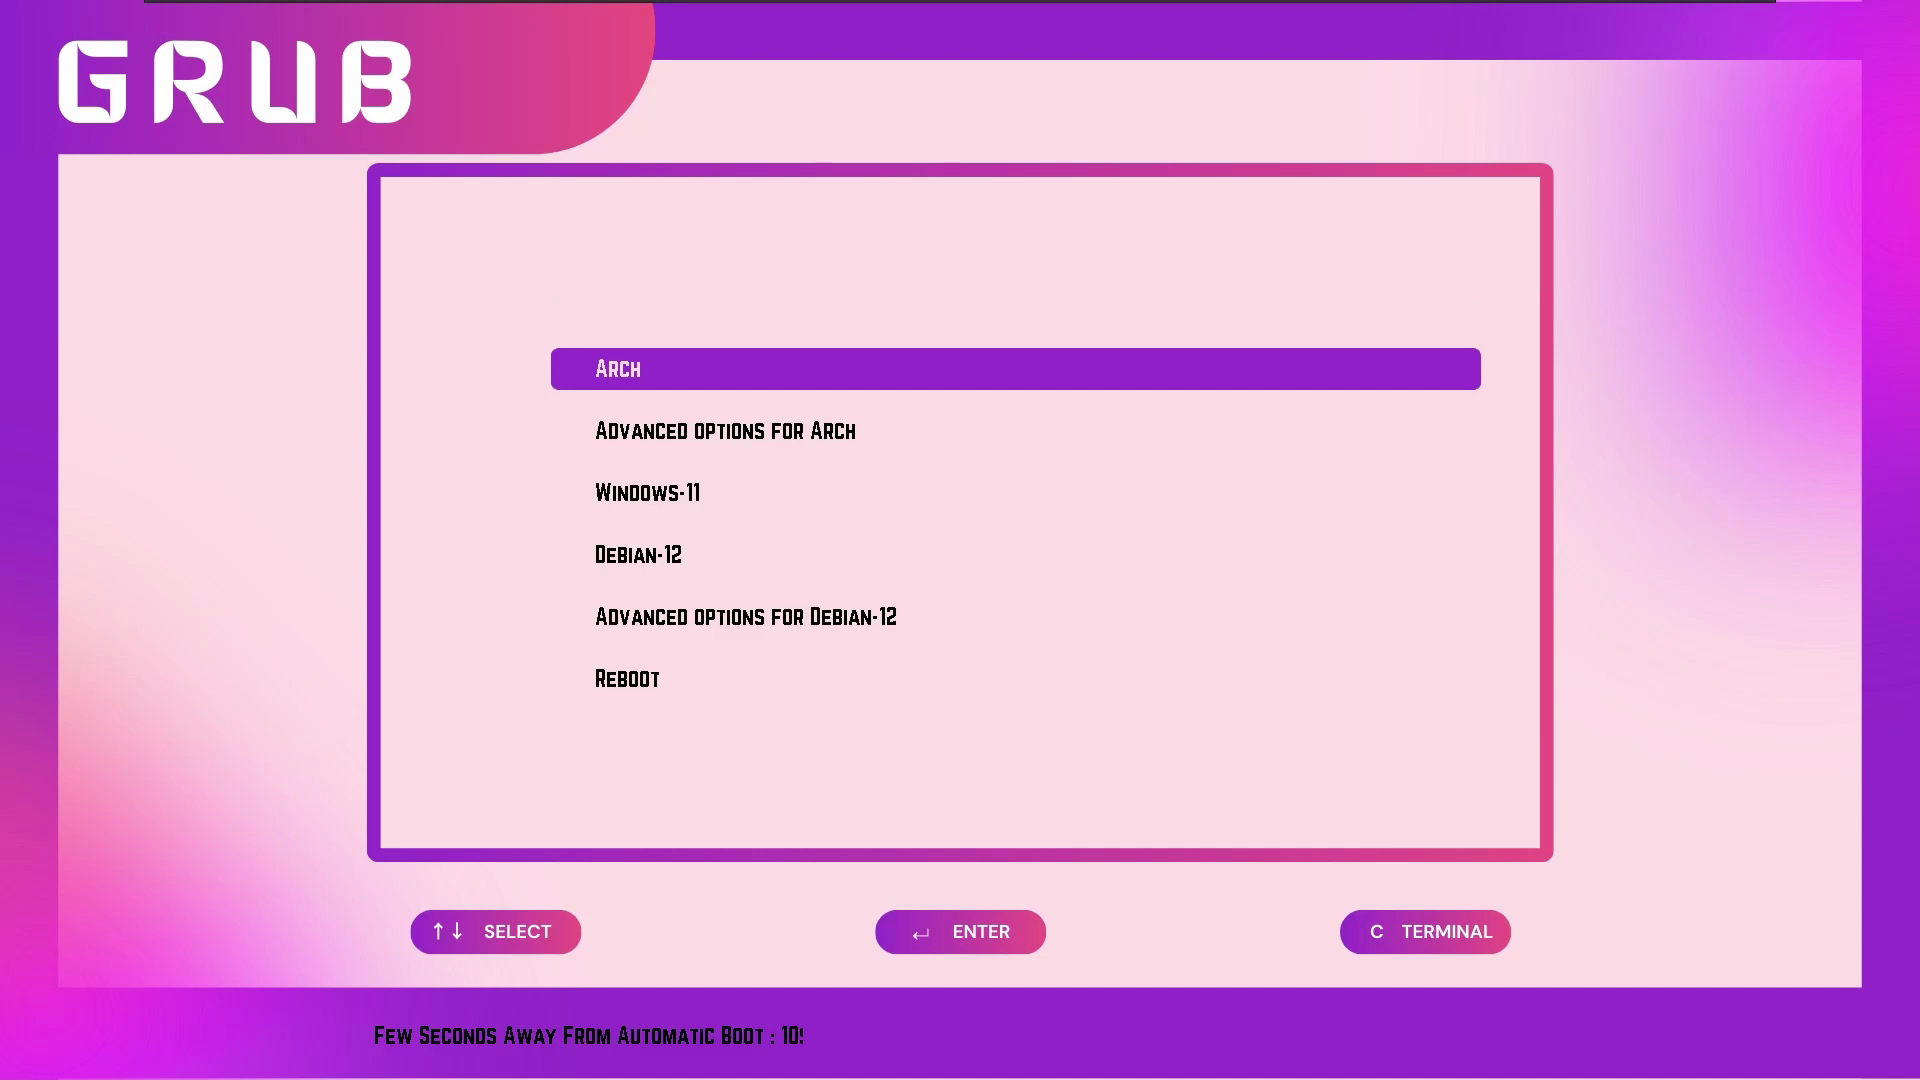 GRUB
Arch
Advanced options for Arch
Windows-11
Debian-12
Advanced options for Debian-12
Reboot
↑↓ SELECT
↵ ENTER
C TERMINAL
Few Seconds Away From Automatic Boot :